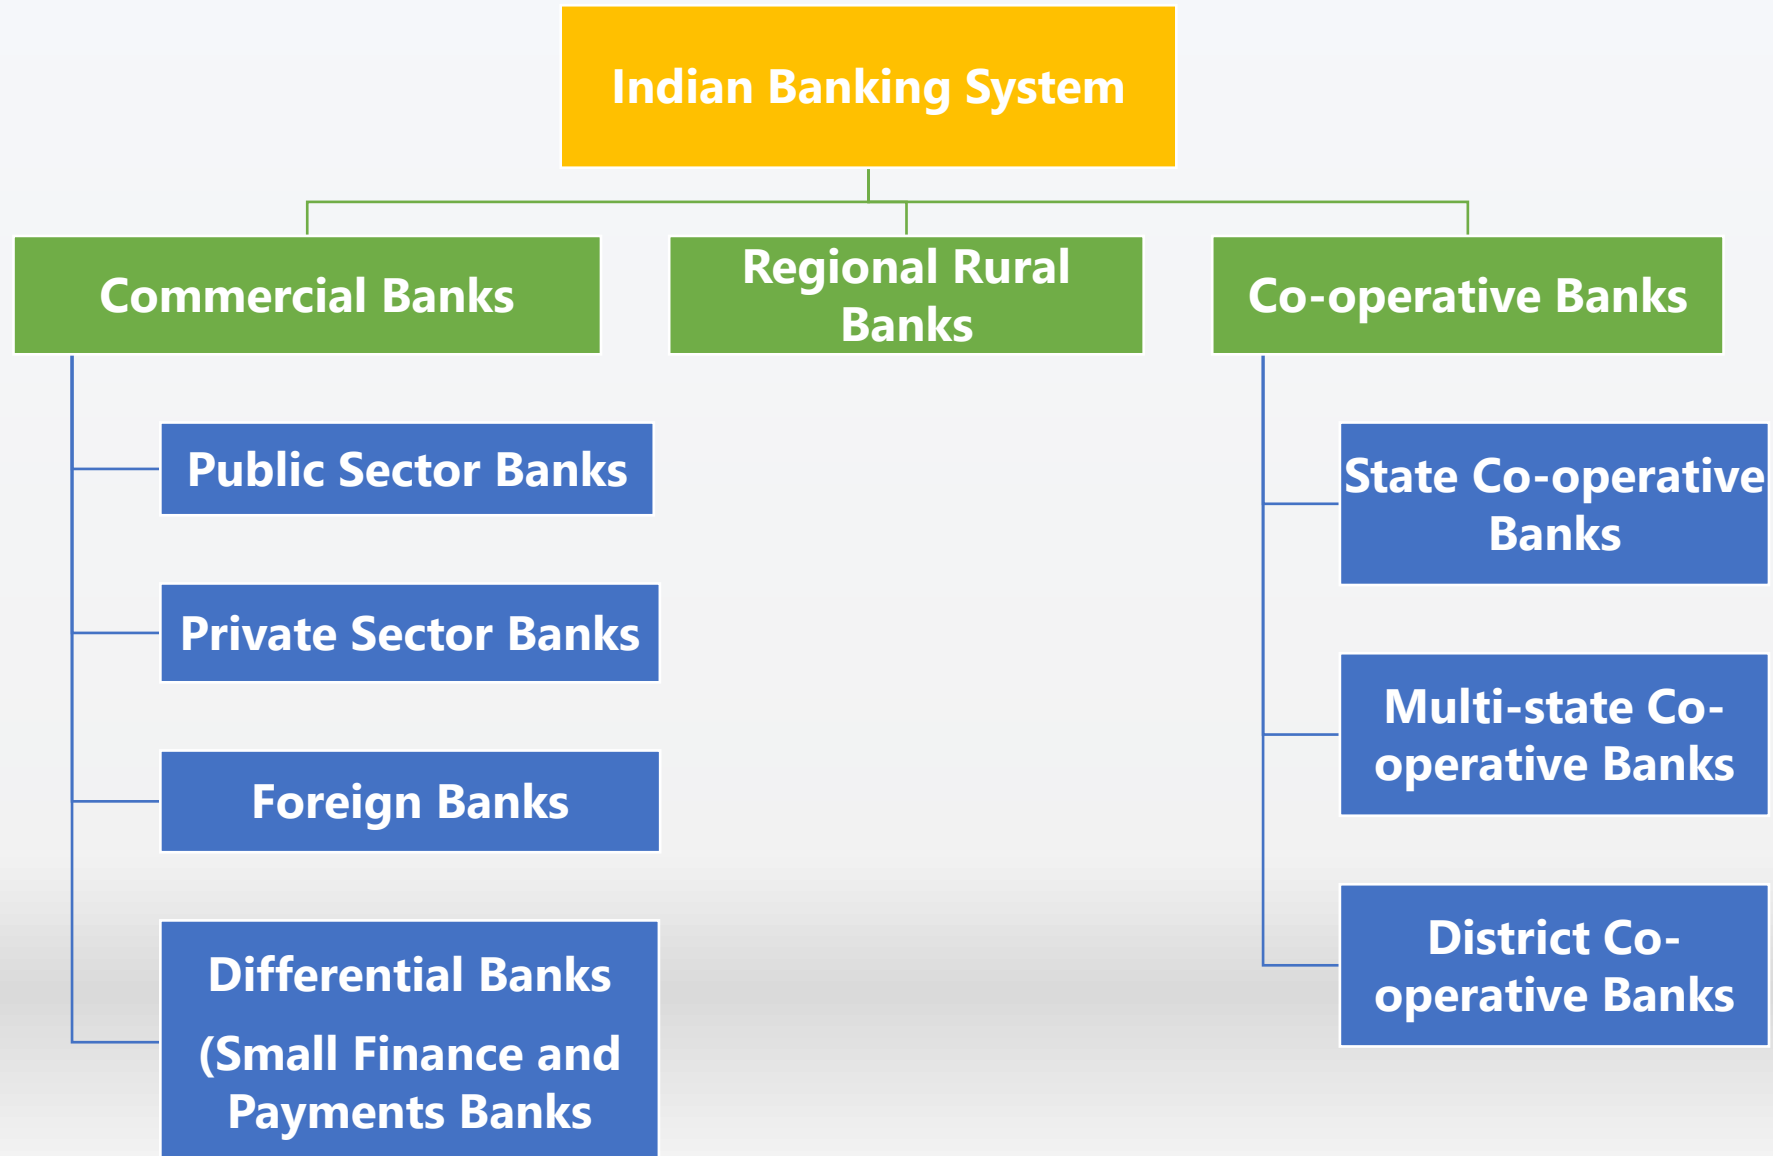 Indian Banking System
Commercial Banks
Regional Rural
Banks
Co-operative Banks
Public Sector Banks
Private Sector Banks
Foreign Banks
Differential Banks
(Small Finance and
Payments Banks
State Co-operative
Banks
Multi-state Co-
operative Banks
District Co-
operative Banks